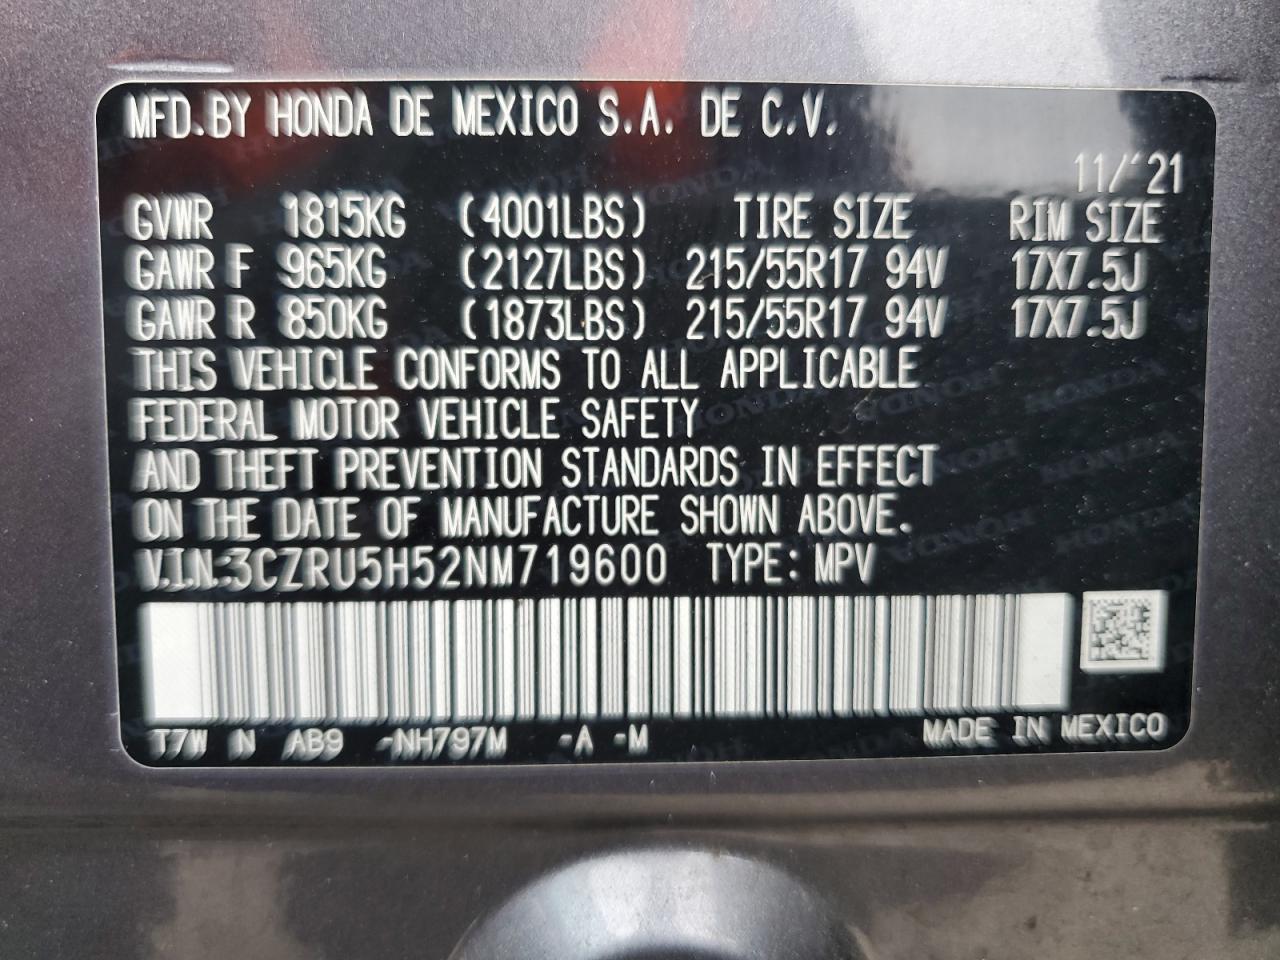 MFD.BY HONDA DE MEXICO S.A. DE C.V.
11/'21
GVWR 1815KG (4001LBS) TIRE SIZE RIM SIZE
GAWR F 965KG (2127LBS) 215/55R17 94V 17X7.5J
GAWR R 850KG (1873LBS) 215/55R17 94V 17X7.5J
THIS VEHICLE CONFORMS TO ALL APPLICABLE
FEDERAL MOTOR VEHICLE SAFETY
AND THEFT PREVENTION STANDARDS IN EFFECT
ON THE DATE OF MANUFACTURE SHOWN ABOVE.
V.I.N.:3CZRU5H52NM719600 TYPE: MPV
T7W N AB9 -NH797M -A -M MADE IN MEXICO